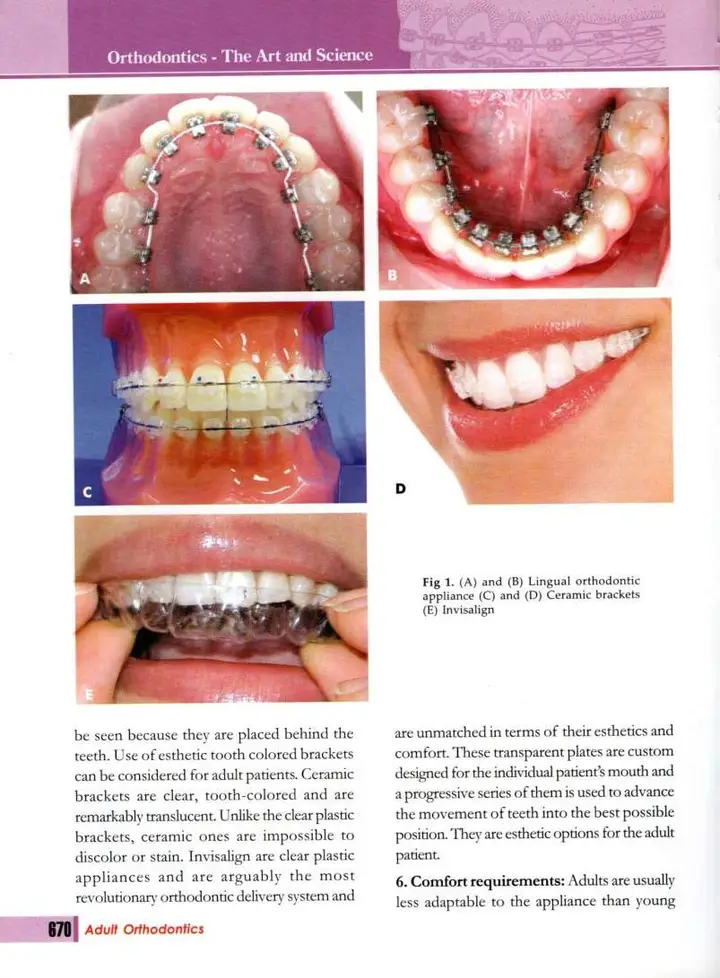 Orthodontics - The Art and Science
A
B
C
D
E
Fig 1. (A) and (B) Lingual orthodontic
appliance (C) and (D) Ceramic brackets
(E) Invisalign
be seen because they are placed behind the
teeth. Use of esthetic tooth colored brackets
can be considered for adult patients. Ceramic
brackets are clear, tooth-colored and are
remarkably translucent. Unlike the clear plastic
brackets, ceramic ones are impossible to
discolor or stain. Invisalign are clear plastic
appliances and are arguably the most
revolutionary orthodontic delivery system and
are unmatched in terms of their esthetics and
comfort. These transparent plates are custom
designed for the individual patient's mouth and
a progressive series of them is used to advance
the movement of teeth into the best possible
position. They are esthetic options for the adult
patient.
6. Comfort requirements: Adults are usually
less adaptable to the appliance than young
670 Adult Orthodontics